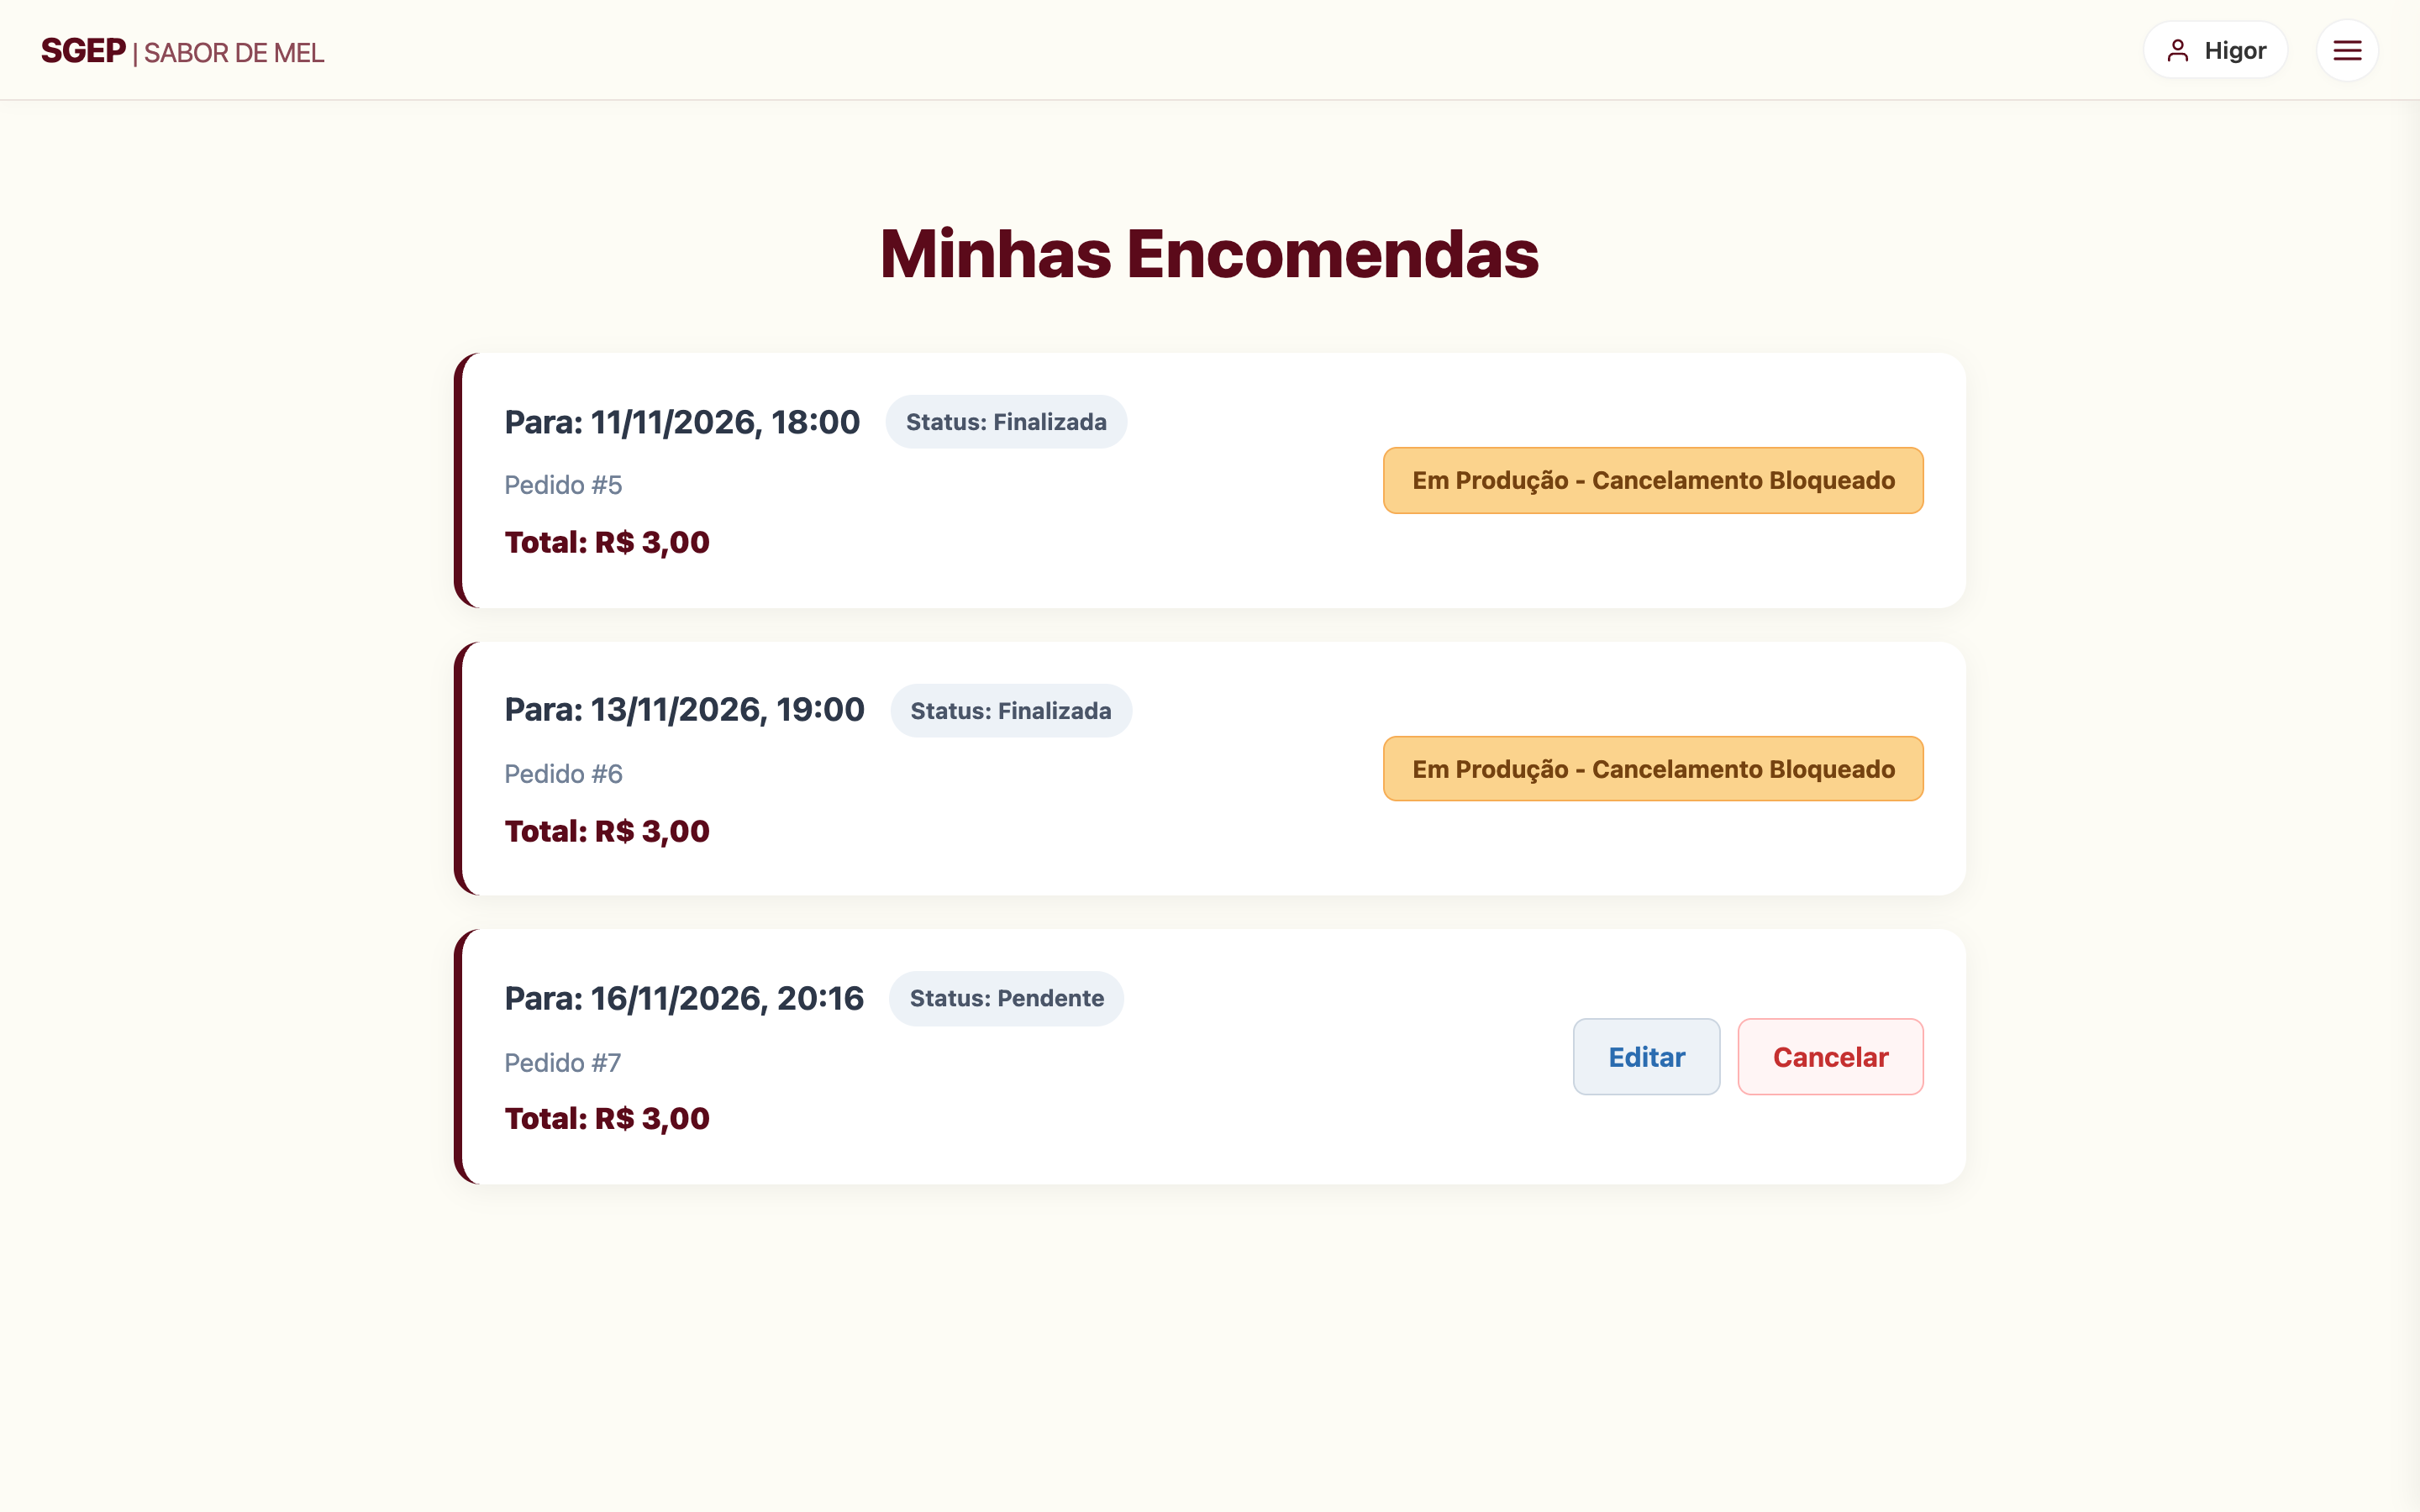 SGEP | SABOR DE MEL
Higor
Minhas Encomendas
Para: 11/11/2026, 18:00 Status: Finalizada
Pedido #5
Total: R$ 3,00
Em Produção - Cancelamento Bloqueado
Para: 13/11/2026, 19:00 Status: Finalizada
Pedido #6
Total: R$ 3,00
Em Produção - Cancelamento Bloqueado
Para: 16/11/2026, 20:16 Status: Pendente
Pedido #7
Total: R$ 3,00
Editar Cancelar